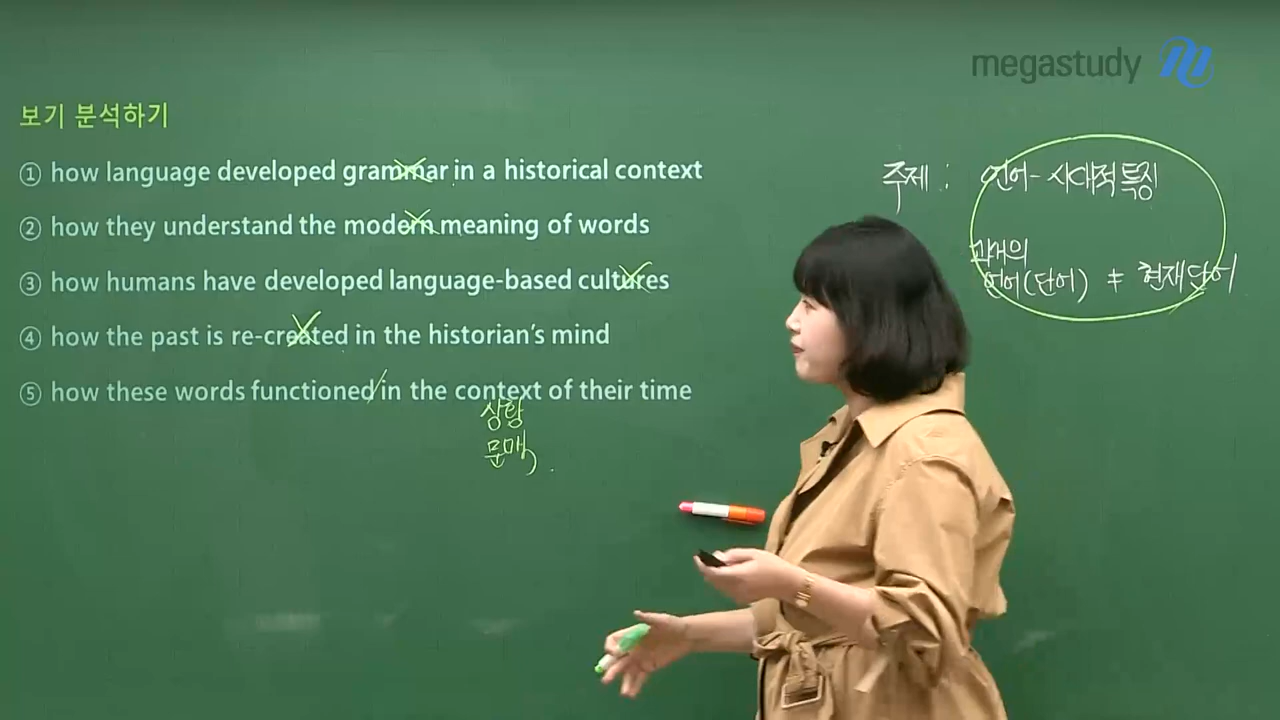 megastudy
보기 분석하기
① how language developed grammar in a historical context
② how they understand the modern meaning of words
③ how humans have developed language-based cultures
④ how the past is re-created in the historian's mind
⑤ how these words functioned/in the context of their time
상황
문맥
주제 : 언어- 시대적 특징
과거의
언어(단어) ≠ 현재단어